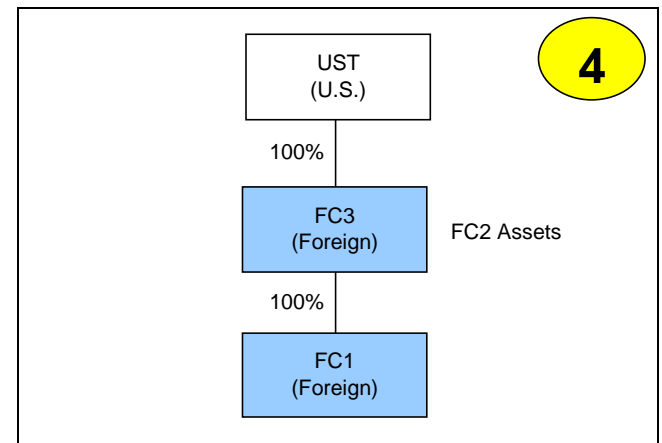 UST
(U.S.)
4
100%
FC3
(Foreign)
FC2 Assets
100%
FC1
(Foreign)